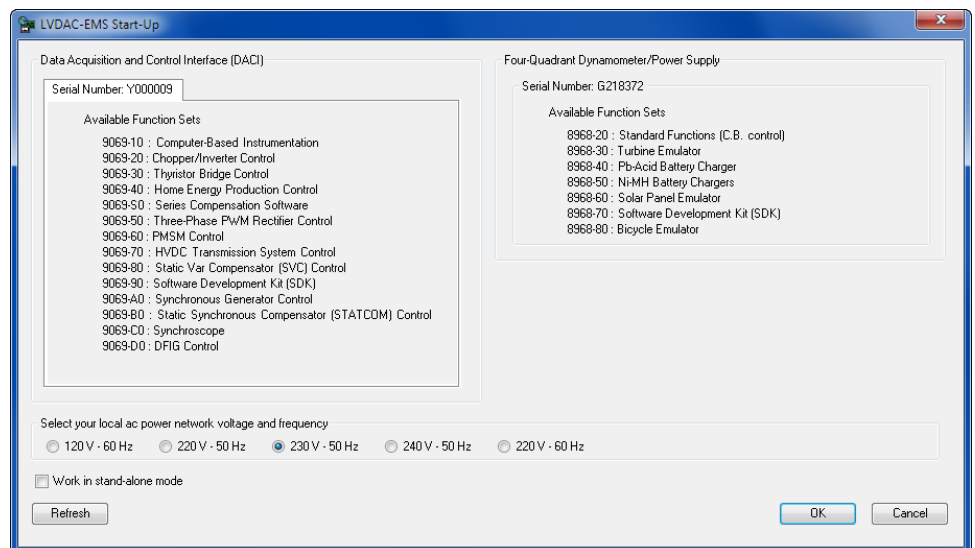 LVDAC-EMS Start-Up
Data Acquisition and Control Interface (DACI)
Serial Number: Y000009
Available Function Sets
9069-10 : Computer-Based Instrumentation
9069-20 : Chopper/Inverter Control
9069-30 : Thyristor Bridge Control
9069-40 : Home Energy Production Control
9069-S0 : Series Compensation Software
9069-50 : Three-Phase PWM Rectifier Control
9069-60 : PMSM Control
9069-70 : HVDC Transmission System Control
9069-80 : Static Var Compensator (SVC) Control
9069-90 : Software Development Kit (SDK)
9069-A0 : Synchronous Generator Control
9069-B0 : Static Synchronous Compensator (STATCOM) Control
9069-C0 : Synchroscope
9069-D0 : DFIG Control
Four-Quadrant Dynamometer/Power Supply
Serial Number: G218372
Available Function Sets
8968-20 : Standard Functions (C.B. control)
8968-30 : Turbine Emulator
8968-40 : Pb-Acid Battery Charger
8968-50 : Ni-MH Battery Chargers
8968-60 : Solar Panel Emulator
8968-70 : Software Development Kit (SDK)
8968-80 : Bicycle Emulator
Select your local ac power network voltage and frequency
120 V - 60 Hz 220 V - 50 Hz 230 V - 50 Hz 240 V - 50 Hz 220 V - 60 Hz
Work in stand-alone mode
Refresh OK Cancel